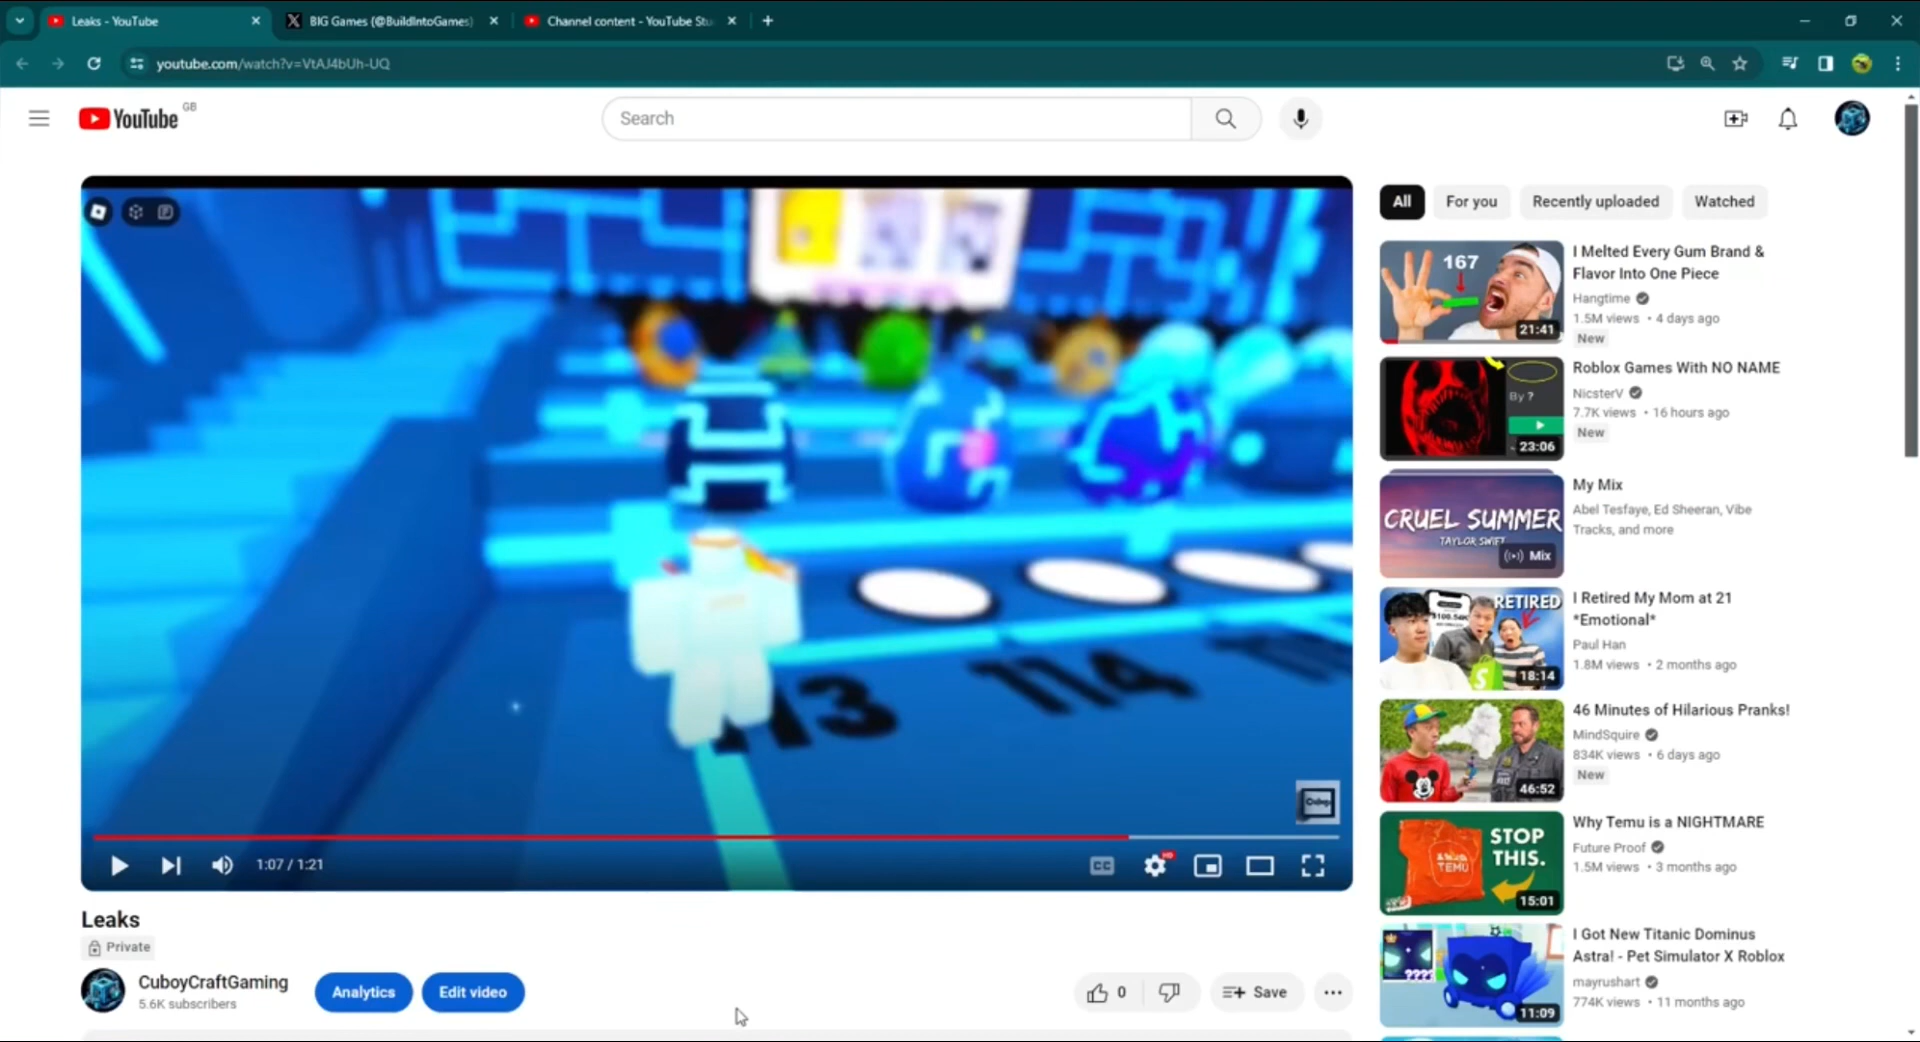 Leaks - YouTube
BIG Games (@BuildIntoGames)
Channel content - YouTube Stu
youtube.com/watch?v=VtAJ4bUh-UQ
YouTube GB
Search
113 114
Cuboy
1:07 / 1:21
CC
HD
Leaks
Private
CuboyCraftGaming
5.6K subscribers
Analytics
Edit video
0
Save
All
For you
Recently uploaded
Watched
167
21:41
I Melted Every Gum Brand &
Flavor Into One Piece
Hangtime
1.5M views • 4 days ago
New
By ?
23:06
Roblox Games With NO NAME
NicsterV
7.7K views • 16 hours ago
New
CRUEL SUMMER
TAYLOR SWIFT
Mix
My Mix
Abel Tesfaye, Ed Sheeran, Vibe
Tracks, and more
RETIRED
18:14
I Retired My Mom at 21
*Emotional*
Paul Han
1.8M views • 2 months ago
46:52
46 Minutes of Hilarious Pranks!
MindSquire
834K views • 6 days ago
New
STOP
THIS.
TEMU
15:01
Why Temu is a NIGHTMARE
Future Proof
1.5M views • 3 months ago
????
11:09
I Got New Titanic Dominus
Astra! - Pet Simulator X Roblox
mayrushart
774K views • 11 months ago